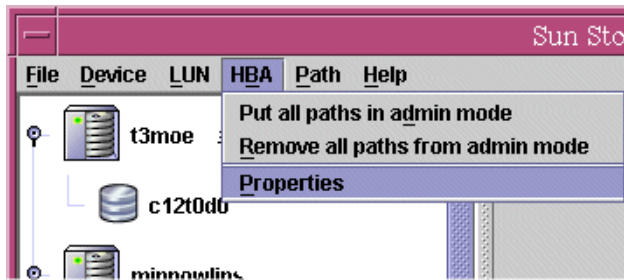 Sun Sto
File Device LUN HBA Path Help
Put all paths in admin mode
t3moe
Remove all paths from admin mode
Properties
c12t0d0
minnowlins